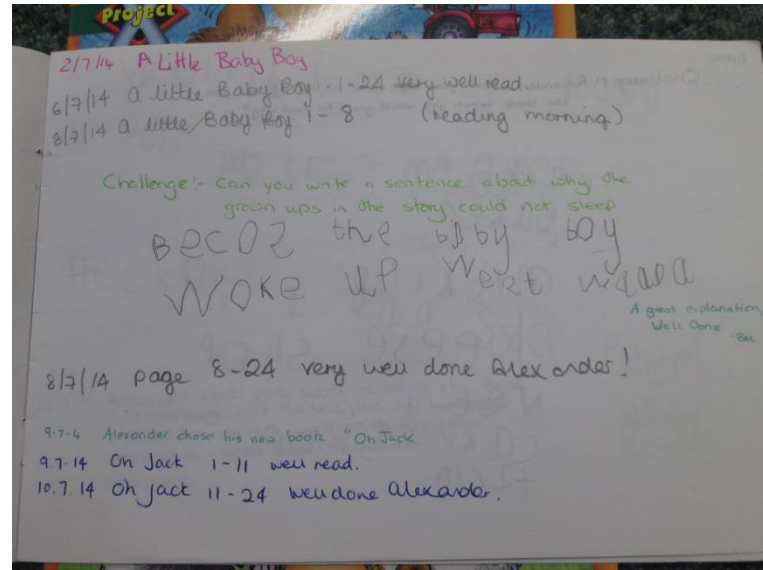 Project
X
2/7/14 A Little Baby Boy
6/7/14 a little Baby Boy - 1-24 very well read.
8/7/14 a little Baby Boy 1-8 (reading morning)
Challenge:- Can you write a sentence about why the
grown ups in the story could not sleep
Becoz the baby boy
Woke up
A great explanation,
Well Done
8/7/14 page 8-24 very well done Alexander!
9-7-4 Alexander chose his new book "Oh Jack
9.7.14 Oh Jack 1-11 well read.
10.7.14 Oh jack 11-24 well done Alexander.